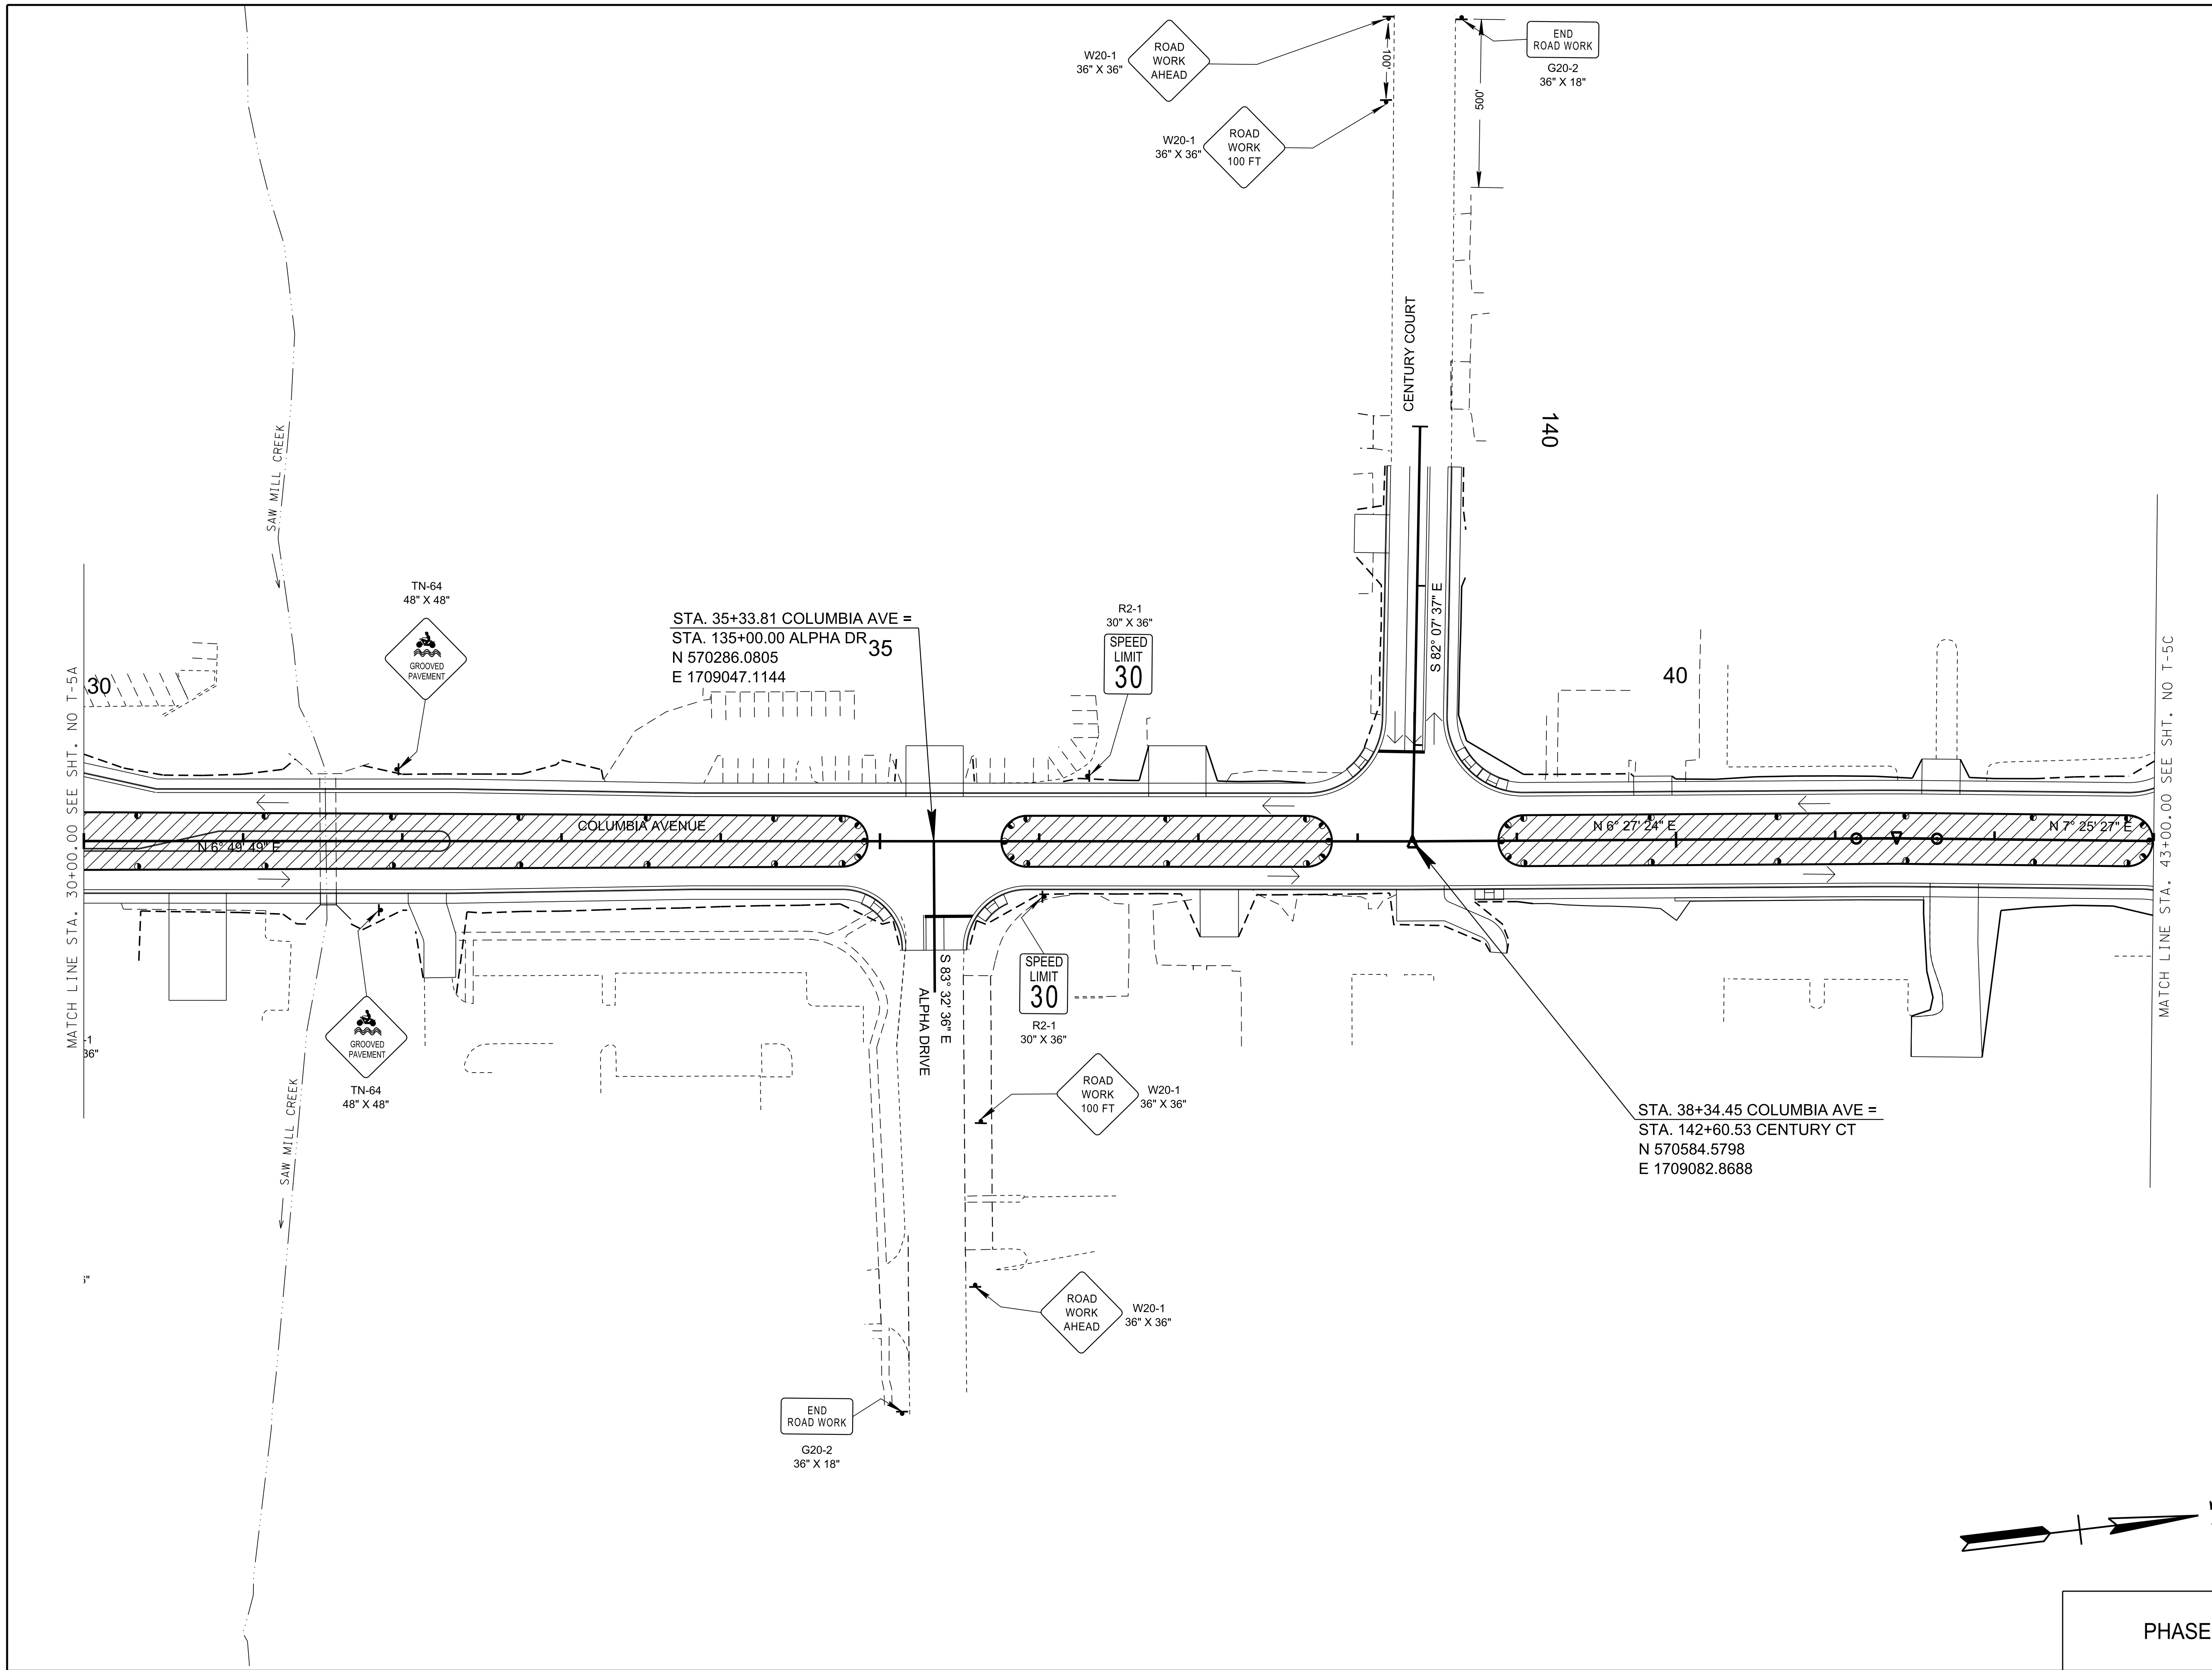 W20-1
36" X 36"
ROAD
WORK
AHEAD
100'
END
ROAD WORK
G20-2
36" X 18"
500'
W20-1
36" X 36"
ROAD
WORK
100 FT
CENTURY COURT
140
SAW MILL CREEK
TN-64
48" X 48"
GROOVED
PAVEMENT
STA. 35+33.81 COLUMBIA AVE =
STA. 135+00.00 ALPHA DR
N 570286.0805
E 1709047.1144
35
R2-1
30" X 36"
SPEED
LIMIT
30
S 82° 07' 37" E
40
MATCH LINE STA. 30+00.00 SEE SHT. NO T-5A
30
MATCH LINE STA. 43+00.00 SEE SHT. NO T-5C
COLUMBIA AVENUE
N 6° 49' 49" E
N 6° 27' 24" E
N 7° 25' 27" E
S 83° 32' 36" E
ALPHA DRIVE
SPEED
LIMIT
30
R2-1
30" X 36"
-1
36"
GROOVED
PAVEMENT
TN-64
48" X 48"
SAW MILL CREEK
ROAD
WORK
100 FT
W20-1
36" X 36"
STA. 38+34.45 COLUMBIA AVE =
STA. 142+60.53 CENTURY CT
N 570584.5798
E 1709082.8688
ROAD
WORK
AHEAD
W20-1
36" X 36"
END
ROAD WORK
G20-2
36" X 18"
PHASE